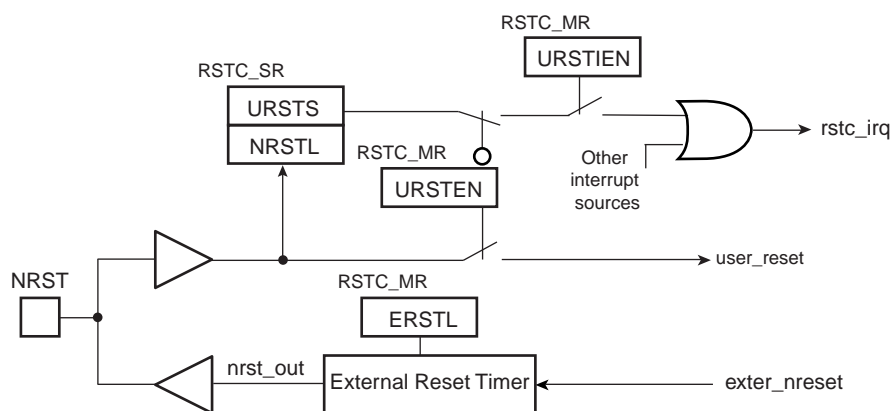 RSTC_MR
URSTIEN
RSTC_SR
URSTS
NRSTL
rstc_irq
RSTC_MR
Other
interrupt
sources
URSTEN
user_reset
NRST
RSTC_MR
ERSTL
nrst_out
External Reset Timer
exter_nreset